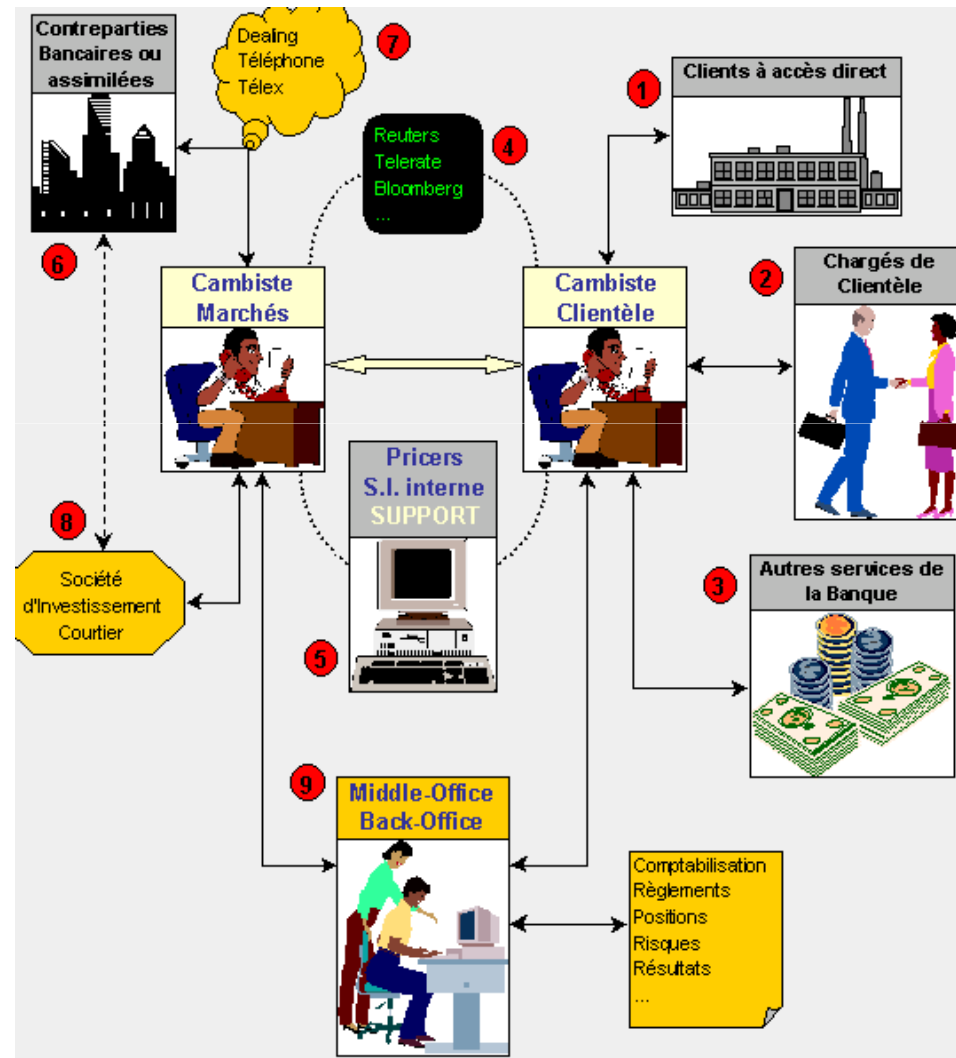 Contreparties
Bancaires ou
assimilées
Dealing
Téléphone
Télex
7
Clients à accès direct
1
Reuters
Telerate
Bloomberg
...
4
6
Cambiste
Marchés
Cambiste
Clientèle
2
Chargés de
Clientèle
Pricers
S.I. interne
SUPPORT
5
8
Société
d'Investissement
Courtier
3
Autres services de
la Banque
9
Middle-Office
Back-Office
Comptabilisation
Règlements
Positions
Risques
Résultats
...